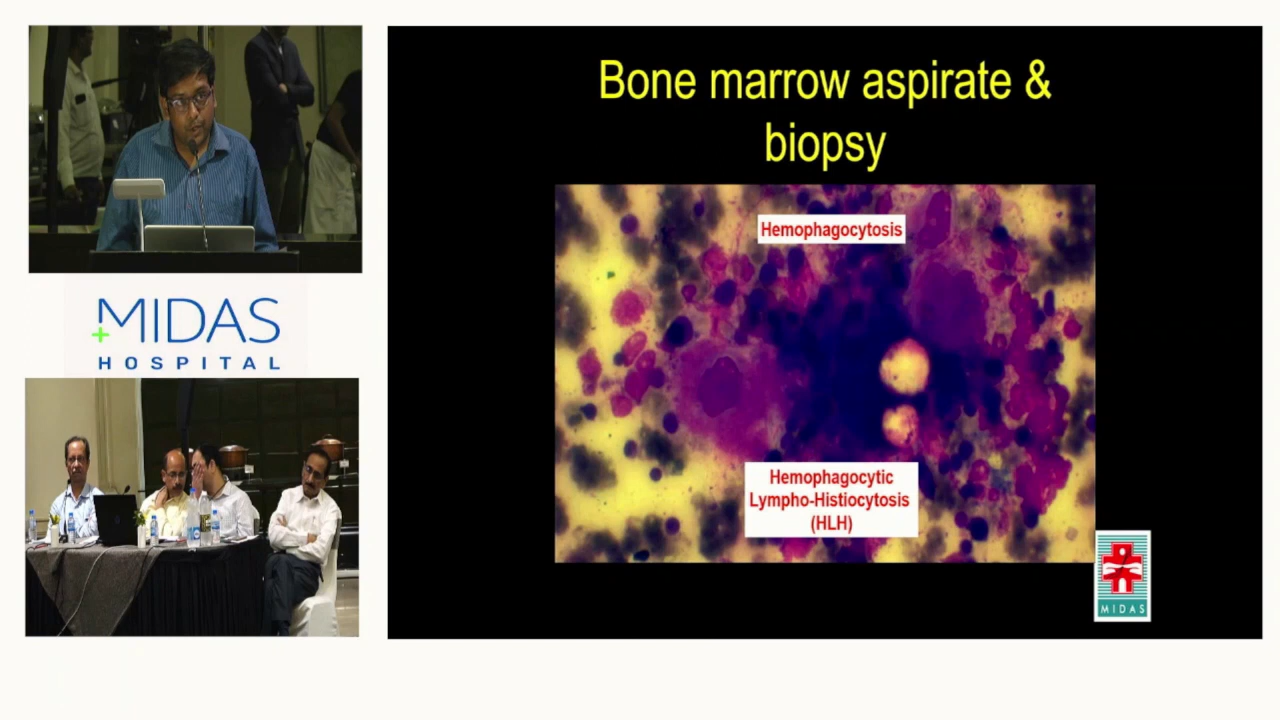 Bone marrow aspirate &
biopsy
Hemophagocytosis
Hemophagocytic
Lympho-Histiocytosis
(HLH)
MIDAS
MIDAS
HOSPITAL